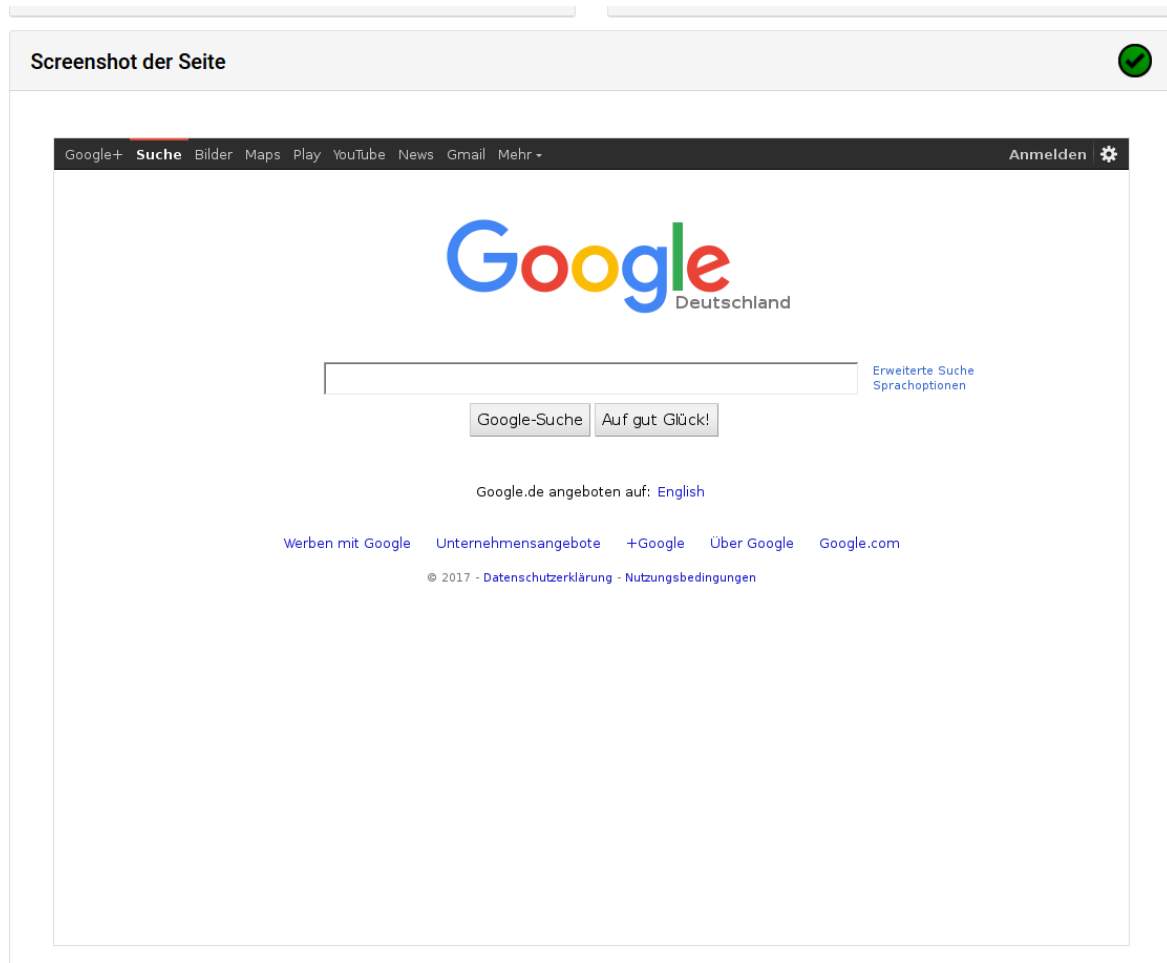 Screenshot der Seite
Google+ Suche Bilder Maps Play YouTube News Gmail Mehr Anmelden
Google
Deutschland
Erweiterte Suche
Sprachoptionen
Google-Suche Auf gut Glück!
Google.de angeboten auf: English
Werben mit Google Unternehmensangebote +Google Über Google Google.com
© 2017 - Datenschutzerklärung - Nutzungsbedingungen